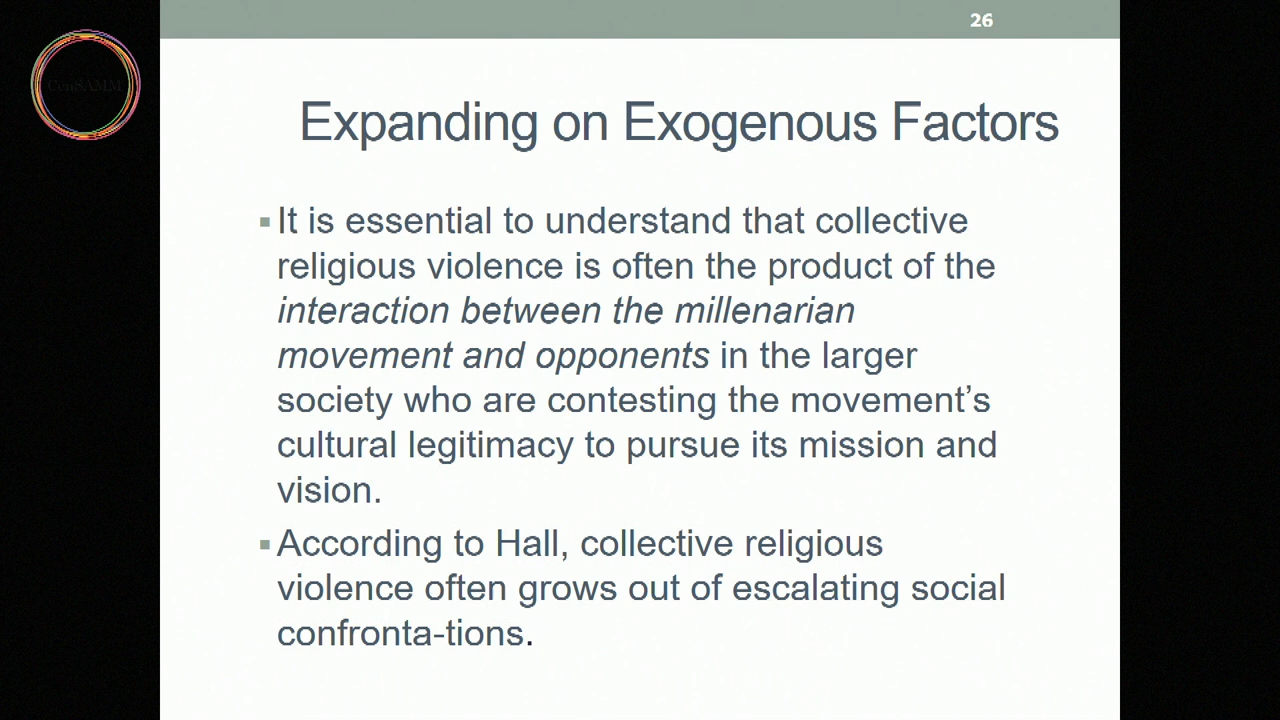 26
CenSAMM
Expanding on Exogenous Factors
It is essential to understand that collective
religious violence is often the product of the
interaction between the millenarian
movement and opponents in the larger
society who are contesting the movement’s
cultural legitimacy to pursue its mission and
vision.
According to Hall, collective religious
violence often grows out of escalating social
confronta-tions.